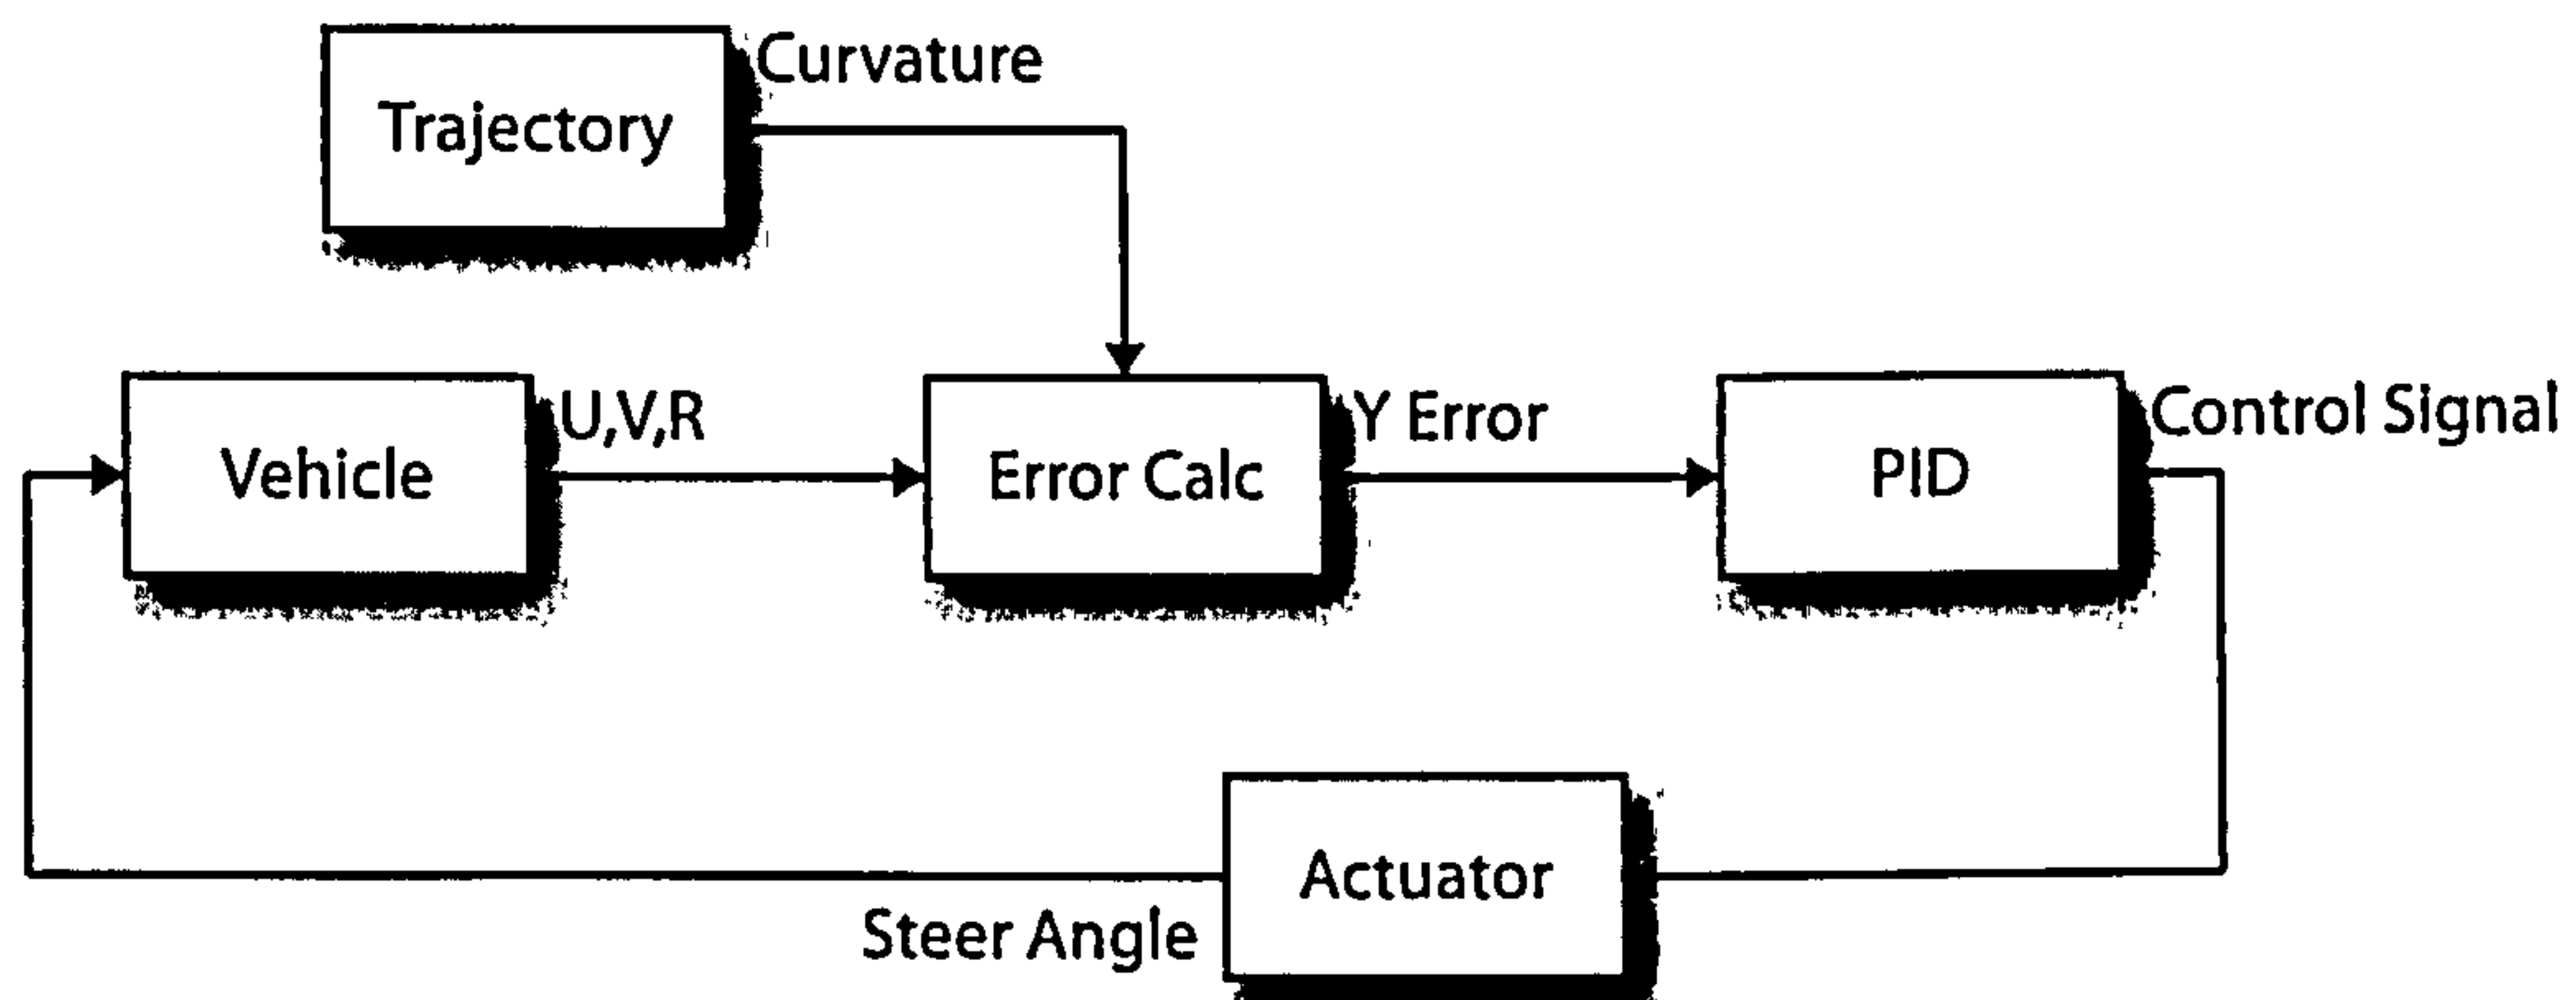 Curvature
Trajectory
U,V,R
Vehicle
Y Error
Error Calc
Control Signal
PID
Actuator
Steer Angle